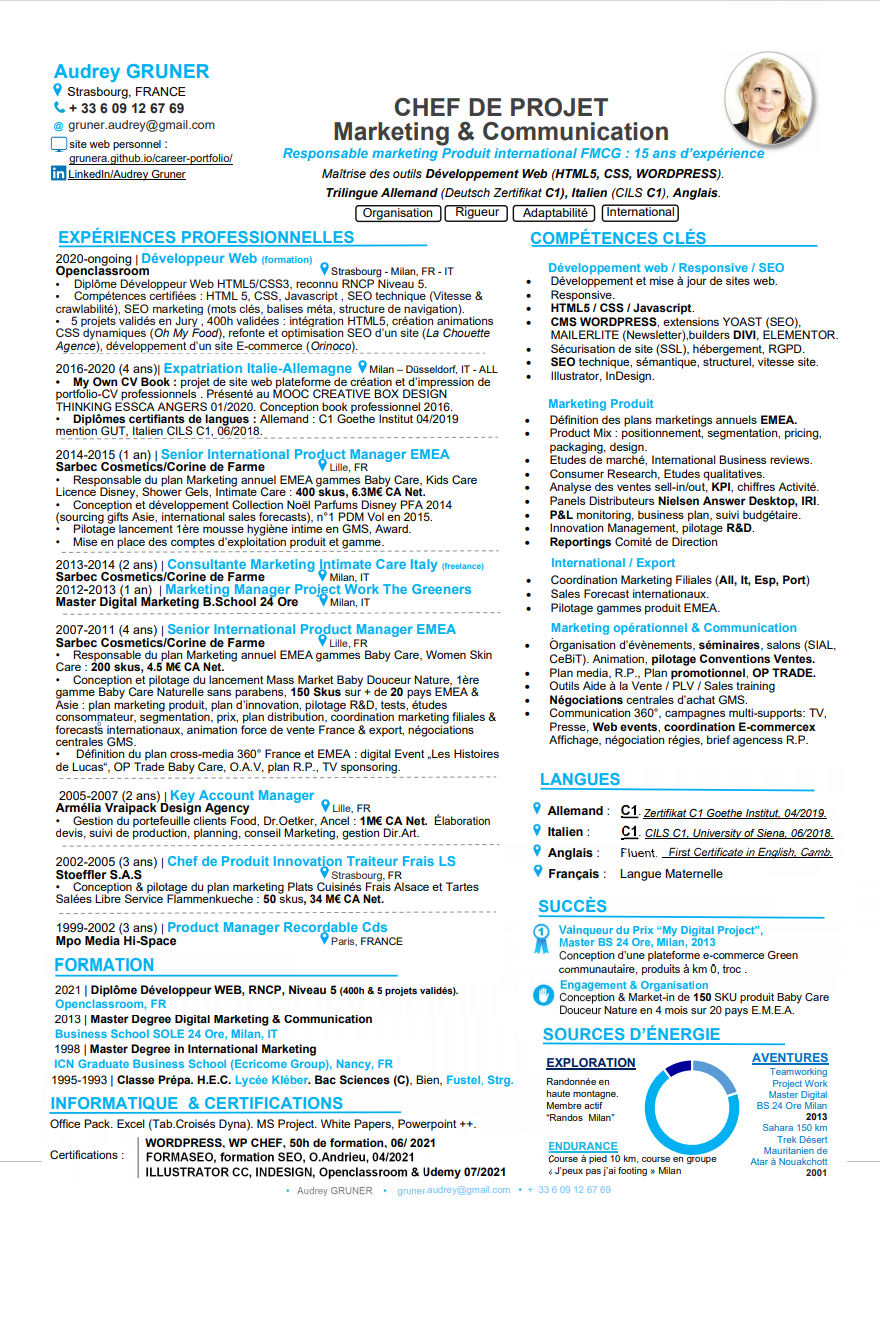 Audrey GRUNER
Strasbourg, FRANCE
+ 33 6 09 12 67 69
@ gruner.audrey@gmail.com
site web personnel :
grunera.github.io/career-portfolio/
LinkedIn/Audrey Gruner
CHEF DE PROJET
Marketing & Communication
Responsable marketing Produit international FMCG : 15 ans d’expérience
Maîtrise des outils Développement Web (HTML5, CSS, WORDPRESS).
Trilingue Allemand (Deutsch Zertifikat C1), Italien (CILS C1), Anglais.
Organisation Rigueur Adaptabilité International
EXPÉRIENCES PROFESSIONNELLES
2020-ongoing | Développeur Web (formation)
Openclassroom Strasbourg - Milan, FR - IT
• Diplôme Développeur Web HTML5/CSS3, reconnu RNCP Niveau 5.
• Compétences certifiées : HTML 5, CSS, Javascript , SEO technique (Vitesse &
crawlabilité), SEO marketing (mots clés, balises méta, structure de navigation).
• 5 projets validés en Jury , 400h validées : intégration HTML5, création animations
CSS dynamiques (Oh My Food), refonte et optimisation SEO d’un site (La Chouette
Agence), développement d’un site E-commerce (Orinoco).
2016-2020 (4 ans)| Expatriation Italie-Allemagne Milan – Düsseldorf, IT - ALL
• My Own CV Book : projet de site web plateforme de création et d’impression de
portfolio-CV professionnels . Présenté au MOOC CREATIVE BOX DESIGN
THINKING ESSCA ANGERS 01/2020. Conception book professionnel 2016.
• Diplômes certifiants de langues : Allemand : C1 Goethe Institut 04/2019
mention GUT, Italien CILS C1, 06/2018.
2014-2015 (1 an) | Senior International Product Manager EMEA
Sarbec Cosmetics/Corine de Farme Lille, FR
• Responsable du plan Marketing annuel EMEA gammes Baby Care, Kids Care
Licence Disney, Shower Gels, Intimate Care : 400 skus, 6.3M€ CA Net.
• Conception et développement Collection Noël Parfums Disney PFA 2014
(sourcing gifts Asie, international sales forecasts), n°1 PDM Vol en 2015.
• Pilotage lancement 1ère mousse hygiène intime en GMS, Award.
• Mise en place des comptes d’exploitation produit et gamme.
2013-2014 (2 ans) | Consultante Marketing Intimate Care Italy (freelance)
Sarbec Cosmetics/Corine de Farme Milan, IT
2012-2013 (1 an) | Marketing Manager Project Work The Greeners
Master Digital Marketing B.School 24 Ore Milan, IT
2007-2011 (4 ans) | Senior International Product Manager EMEA
Sarbec Cosmetics/Corine de Farme Lille, FR
• Responsable du plan Marketing annuel EMEA gammes Baby Care, Women Skin
Care : 200 skus, 4.5 M€ CA Net.
• Conception et pilotage du lancement Mass Market Baby Douceur Nature, 1ère
gamme Baby Care Naturelle sans parabens, 150 Skus sur + de 20 pays EMEA &
Asie : plan marketing produit, plan d’innovation, pilotage R&D, tests, études
consommateur, segmentation, prix, plan distribution, coordination marketing filiales &
forecasts internationaux, animation force de vente France & export, négociations
centrales GMS.
• Définition du plan cross-media 360° France et EMEA : digital Event „Les Histoires
de Lucas“, OP Trade Baby Care, O.A.V, plan R.P., TV sponsoring.
2005-2007 (2 ans) | Key Account Manager
Armélia Vraipack Design Agency Lille, FR
• Gestion du portefeuille clients Food, Dr.Oetker, Ancel : 1M€ CA Net. Élaboration
devis, suivi de production, planning, conseil Marketing, gestion Dir.Art.
2002-2005 (3 ans) | Chef de Produit Innovation Traiteur Frais LS
Stoeffler S.A.S Strasbourg, FR
• Conception & pilotage du plan marketing Plats Cuisinés Frais Alsace et Tartes
Salées Libre Service Flammenkueche : 50 skus, 34 M€ CA Net.
1999-2002 (3 ans) | Product Manager Recordable Cds
Mpo Media Hi-Space Paris, FRANCE
FORMATION
2021 | Diplôme Développeur WEB, RNCP, Niveau 5 (400h & 5 projets validés).
Openclassroom, FR
2013 | Master Degree Digital Marketing & Communication
Business School SOLE 24 Ore, Milan, IT
1998 | Master Degree in International Marketing
ICN Graduate Business School (Ecricome Group), Nancy, FR
1995-1993 | Classe Prépa. H.E.C. Lycée Kléber. Bac Sciences (C), Bien, Fustel, Strg.
INFORMATIQUE & CERTIFICATIONS
Office Pack. Excel (Tab.Croisés Dyna). MS Project. White Papers, Powerpoint ++.
Certifications :
WORDPRESS, WP CHEF, 50h de formation, 06/ 2021
FORMASEO, formation SEO, O.Andrieu, 04/2021
ILLUSTRATOR CC, INDESIGN, Openclassroom & Udemy 07/2021
COMPÉTENCES CLÉS
Développement web / Responsive / SEO
• Développement et mise à jour de sites web.
• Responsive.
• HTML5 / CSS / Javascript.
• CMS WORDPRESS, extensions YOAST (SEO),
MAILERLITE (Newsletter),builders DIVI, ELEMENTOR.
• Sécurisation de site (SSL), hébergement, RGPD.
• SEO technique, sémantique, structurel, vitesse site.
• Illustrator, InDesign.
Marketing Produit
• Définition des plans marketings annuels EMEA.
• Product Mix : positionnement, segmentation, pricing,
packaging, design.
• Etudes de marché, International Business reviews.
• Consumer Research, Etudes qualitatives.
• Analyse des ventes sell-in/out, KPI, chiffres Activité.
• Panels Distributeurs Nielsen Answer Desktop, IRI.
• P&L monitoring, business plan, suivi budgétaire.
• Innovation Management, pilotage R&D.
• Reportings Comité de Direction
International / Export
• Coordination Marketing Filiales (All, It, Esp, Port)
• Sales Forecast internationaux.
• Pilotage gammes produit EMEA.
Marketing opérationnel & Communication
• Organisation d’évènements, séminaires, salons (SIAL,
CeBiT). Animation, pilotage Conventions Ventes.
• Plan media, R.P., Plan promotionnel, OP TRADE.
• Outils Aide à la Vente / PLV / Sales training
• Négociations centrales d’achat GMS.
• Communication 360°, campagnes multi-supports: TV,
Presse, Web events, coordination E-commercex
Affichage, négociation régies, brief agencess R.P.
LANGUES
Allemand : C1. Zertifikat C1 Goethe Institut, 04/2019.
Italien : C1. CILS C1, University of Siena, 06/2018.
Anglais : Fluent. First Certificate in English, Camb.
Français : Langue Maternelle
SUCCÈS
1
Vainqueur du Prix “My Digital Project”,
Master BS 24 Ore, Milan, 2013
Conception d’une plateforme e-commerce Green
communautaire, produits à km 0, troc .
Engagement & Organisation
Conception & Market-in de 150 SKU produit Baby Care
Douceur Nature en 4 mois sur 20 pays E.M.E.A.
SOURCES D’ÉNERGIE
EXPLORATION
Randonnée en
haute montagne.
Membre actif
“Randos Milan”
ENDURANCE
Course à pied 10 km, course en groupe
« J’peux pas j’ai footing » Milan
AVENTURES
Teamworking
Project Work
Master Digital
BS 24 Ore Milan
2013
Sahara 150 km
Trek Désert
Mauritanien de
Atar à Nouakchott
2001
• Audrey GRUNER • gruner.audrey@gmail.com • + 33 6 09 12 67 69